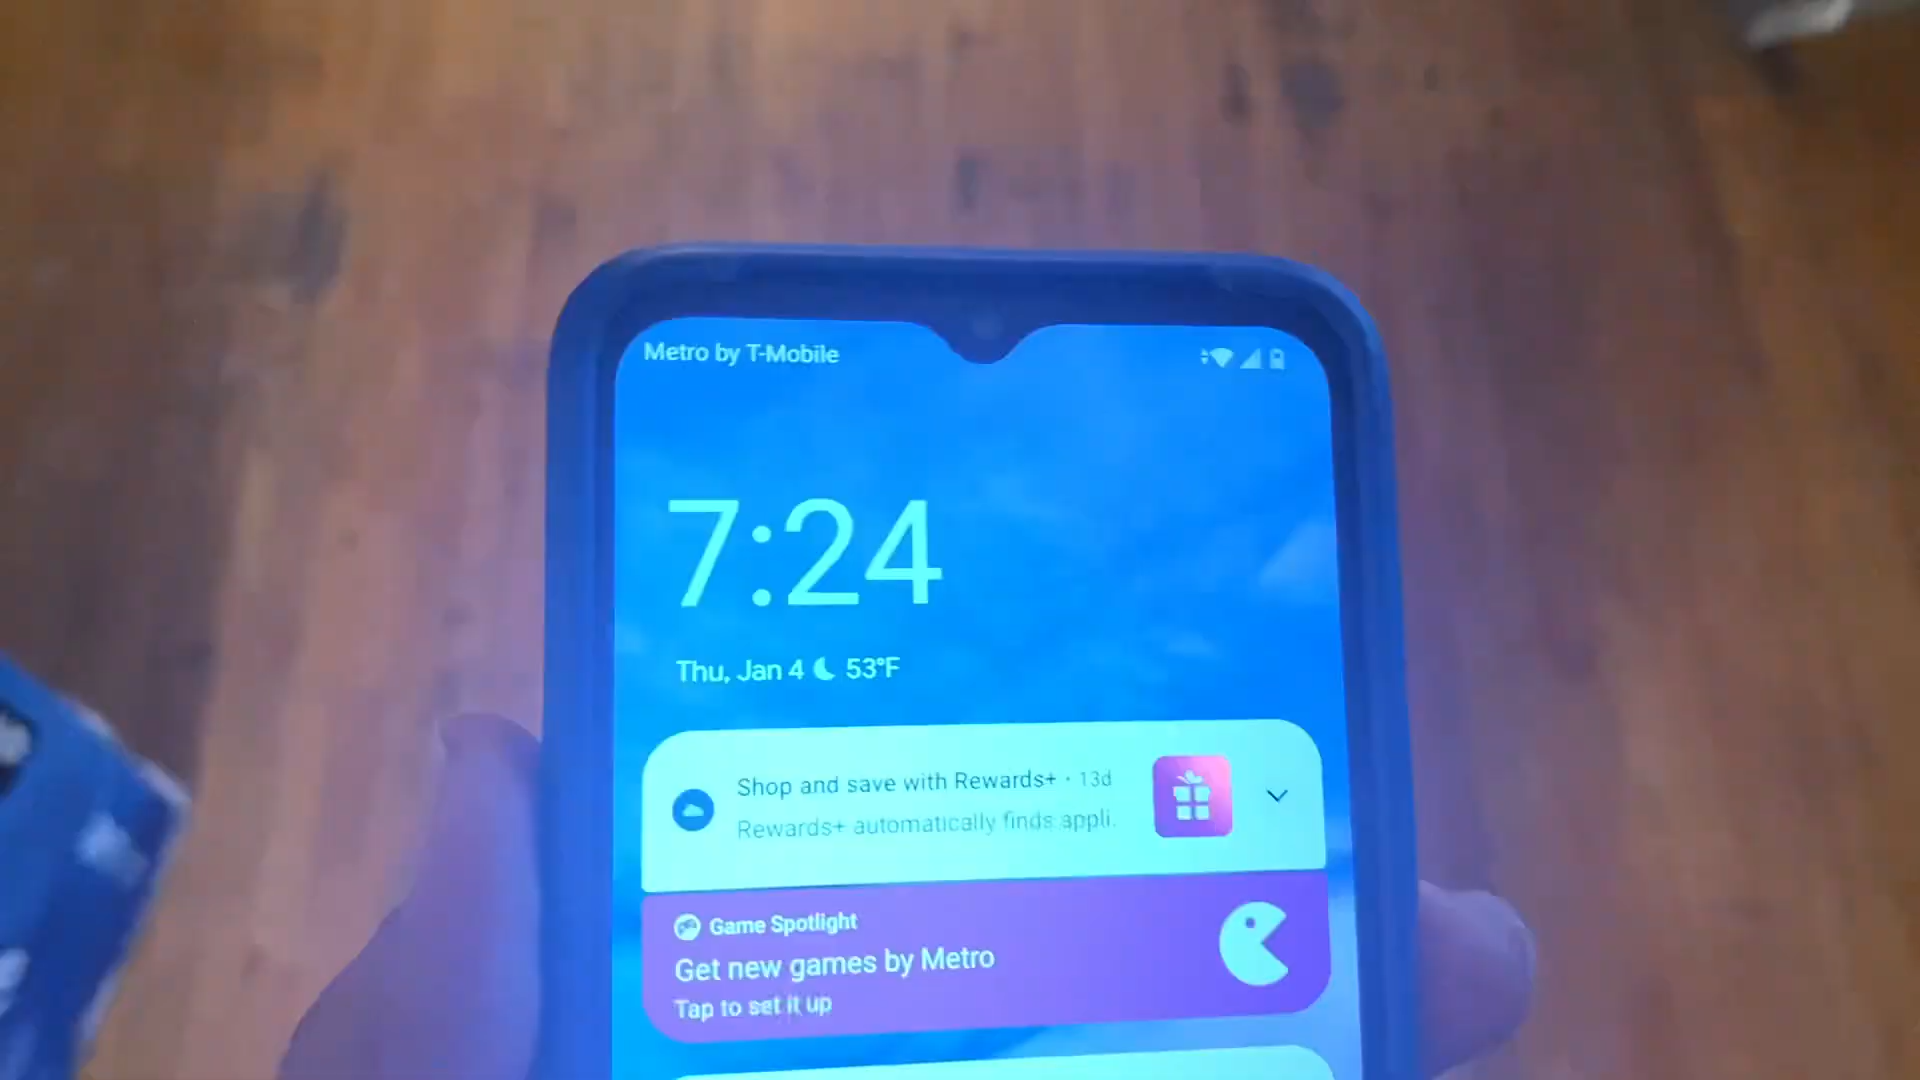 Metro by T-Mobile
7:24
Thu, Jan 4 53°F
Shop and save with Rewards+ · 13d
Rewards+ automatically finds appli.
Game Spotlight
Get new games by Metro
Tap to set it up